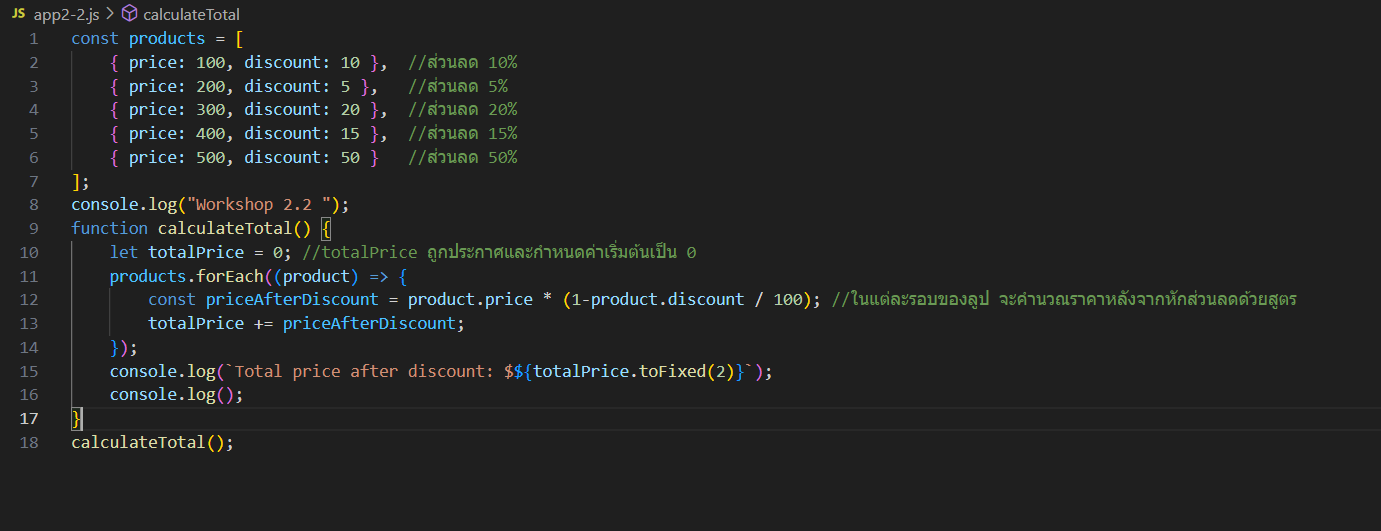 JS app2-2.js > calculateTotal
1 const products = [
2     { price: 100, discount: 10 },  //ส่วนลด 10%
3     { price: 200, discount: 5 },   //ส่วนลด 5%
4     { price: 300, discount: 20 },  //ส่วนลด 20%
5     { price: 400, discount: 15 },  //ส่วนลด 15%
6     { price: 500, discount: 50 }   //ส่วนลด 50%
7 ];
8 console.log("Workshop 2.2 ");
9 function calculateTotal() {
10     let totalPrice = 0; //totalPrice ถูกประกาศและกำหนดค่าเริ่มต้นเป็น 0
11     products.forEach((product) => {
12         const priceAfterDiscount = product.price * (1-product.discount / 100); //ในแต่ละรอบของลูป จะคำนวณราคาหลังจากหักส่วนลดด้วยสูตร
13         totalPrice += priceAfterDiscount;
14     });
15     console.log(`Total price after discount: $${totalPrice.toFixed(2)}`);
16     console.log();
17 }
18 calculateTotal();